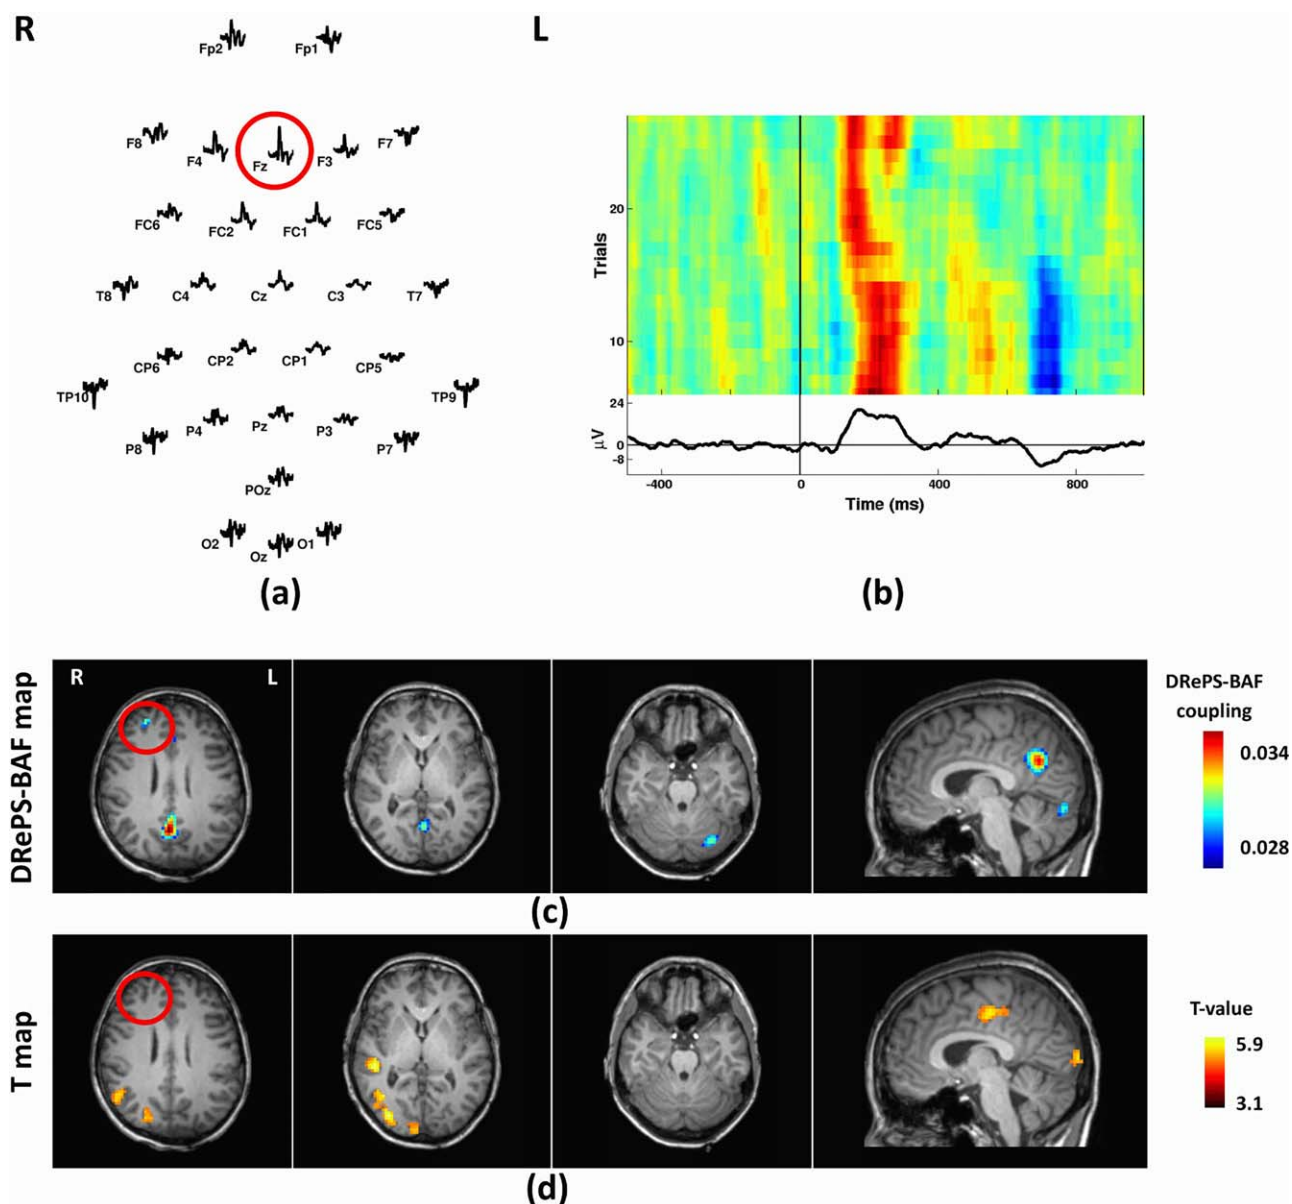 R
L
Fp2
Fp1
F8
F4
Fz
F3
F7
FC6
FC2
FC1
FC5
T8
C4
Cz
C3
T7
CP6
CP2
CP1
CP5
TP10
TP9
P8
P4
Pz
P3
P7
POz
O2
Oz
O1
(a)
Trials
20
10
µV
24
0
-8
-400
0
400
800
Time (ms)
(b)
DRePS-BAF map
R
L
DRePS-BAF
coupling
0.034
0.028
(c)
T map
T-value
5.9
3.1
(d)